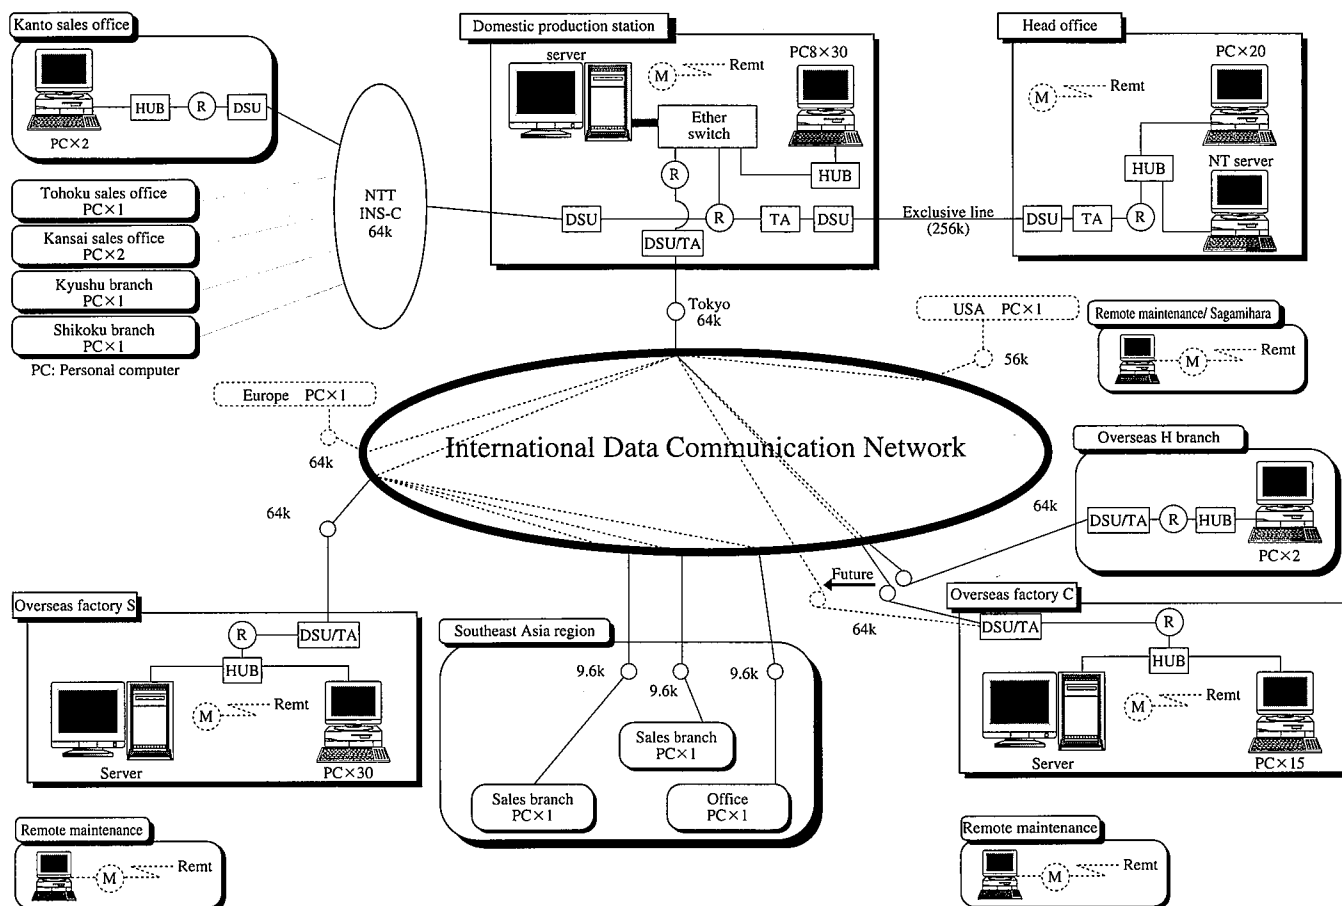 Kanto sales office
PC×2
HUB
R
DSU
Tohoku sales office
PC×1
Kansai sales office
PC×2
Kyushu branch
PC×1
Shikoku branch
PC×1
PC: Personal computer
NTT
INS-C
64k
Domestic production station
server
M
Remt
PC8×30
Ether
switch
R
HUB
DSU
R
TA
DSU
DSU/TA
Exclusive line
(256k)
Head office
PC×20
M
Remt
HUB
NT server
DSU
TA
R
Tokyo
64k
USA PC×1
56k
Remote maintenance/ Sagamihara
M
Remt
Europe PC×1
64k
International Data Communication Network
Overseas H branch
64k
DSU/TA
R
HUB
PC×2
64k
Future
64k
Overseas factory S
R
DSU/TA
HUB
M
Remt
Server
PC×30
Southeast Asia region
9.6k
9.6k
9.6k
Sales branch
PC×1
Sales branch
PC×1
Office
PC×1
Overseas factory C
DSU/TA
R
HUB
M
Remt
Server
PC×15
Remote maintenance
M
Remt
Remote maintenance
M
Remt